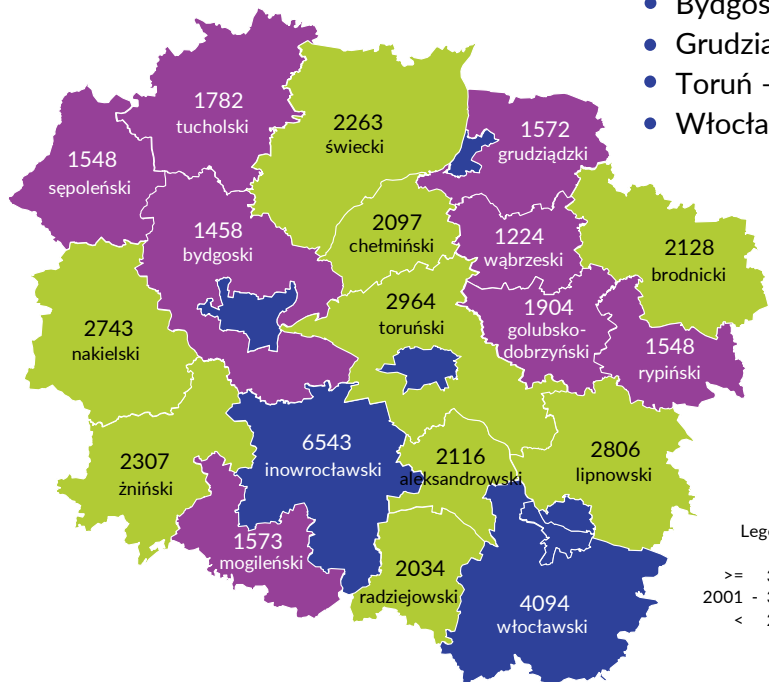 1782
tucholski
2263
świecki
1572
grudziądzki
1548
sępoleński
1458
bydgoski
2097
chełmiński
1224
wąbrzeski
2128
brodnicki
2743
nakielski
2964
toruński
1904
golubsko-
dobrzyński
1548
rypiński
2307
żniński
6543
inowrocławski
2116
aleksandrowski
2806
lipnowski
1573
mogileński
2034
radziejowski
4094
włocławski
Toruń -
>=
2001 -
<